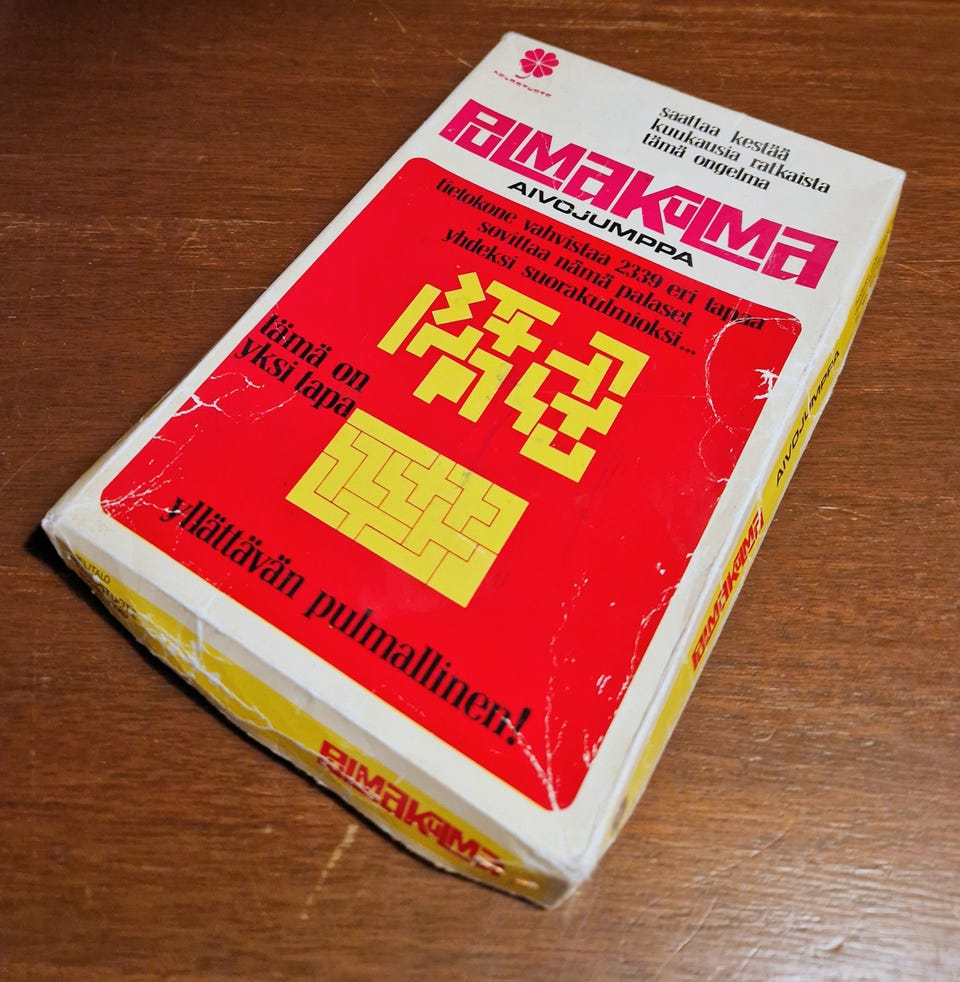 saattaa kestää
kuukausia ratkaista
tämä ongelma
PULMAKULMA
AIVOJUMPPA
tietokone vahvistaa 2339 eri tapaa
sovittaa nämä palaset
yhdeksi suorakulmioksi...
tämä on
yksi tapa
yllättävän pulmallinen!
PULMAKULMA
AIVOJUMPPA
PULMAKULMA